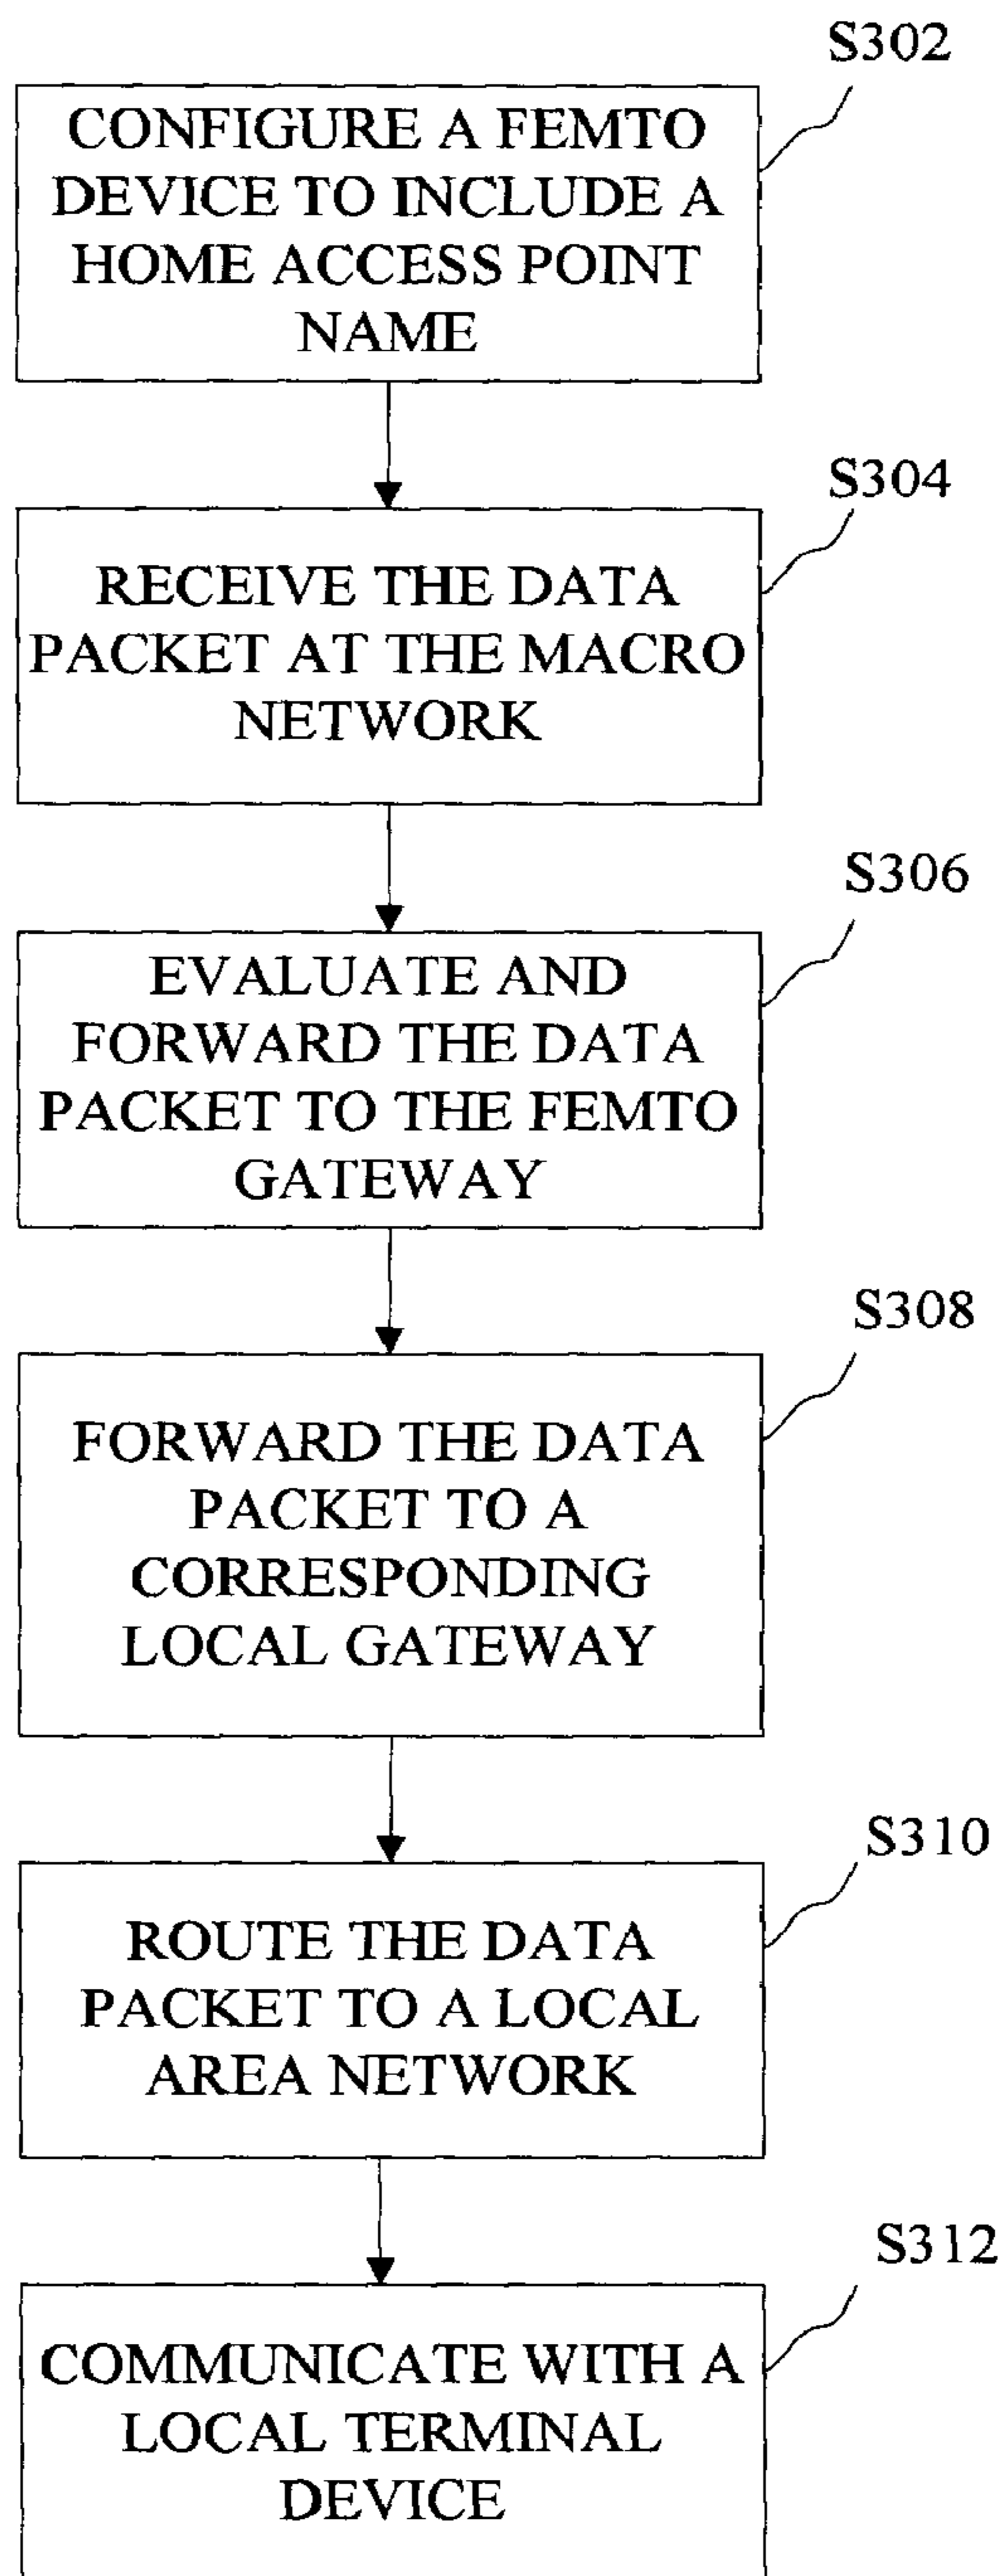 S302
CONFIGURE A FEMTO
DEVICE TO INCLUDE A
HOME ACCESS POINT
NAME
S304
RECEIVE THE DATA
PACKET AT THE MACRO
NETWORK
S306
EVALUATE AND
FORWARD THE DATA
PACKET TO THE FEMTO
GATEWAY
S308
FORWARD THE DATA
PACKET TO A
CORRESPONDING
LOCAL GATEWAY
S310
ROUTE THE DATA
PACKET TO A LOCAL
AREA NETWORK
S312
COMMUNICATE WITH A
LOCAL TERMINAL
DEVICE